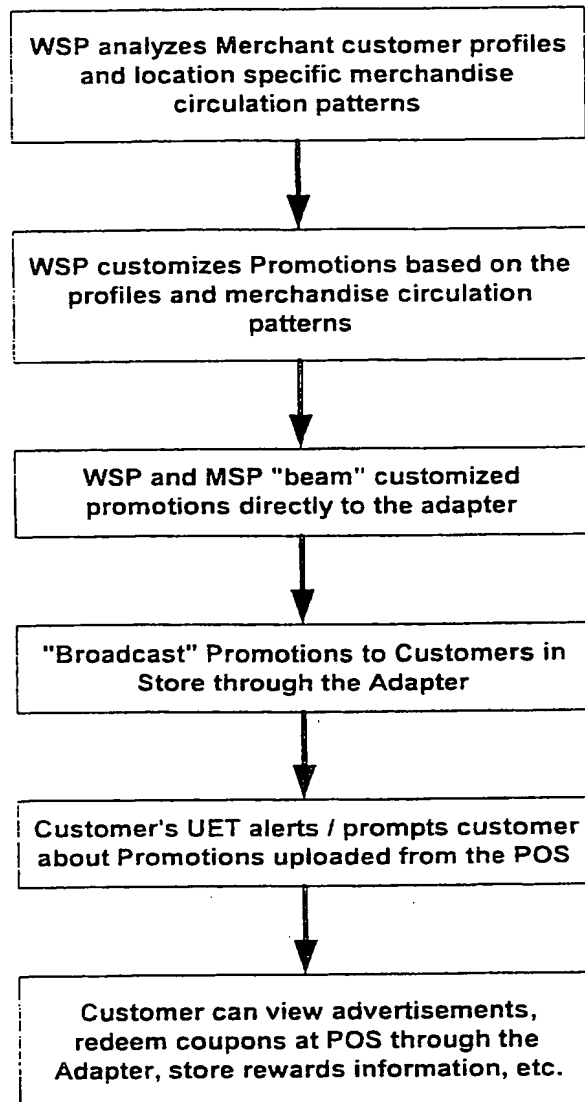 WSP analyzes Merchant customer profiles
and location specific merchandise
circulation patterns
WSP customizes Promotions based on the
profiles and merchandise circulation
patterns
WSP and MSP "beam" customized
promotions directly to the adapter
"Broadcast" Promotions to Customers in
Store through the Adapter
Customer's UET alerts / prompts customer
about Promotions uploaded from the POS
Customer can view advertisements,
redeem coupons at POS through the
Adapter, store rewards information, etc.